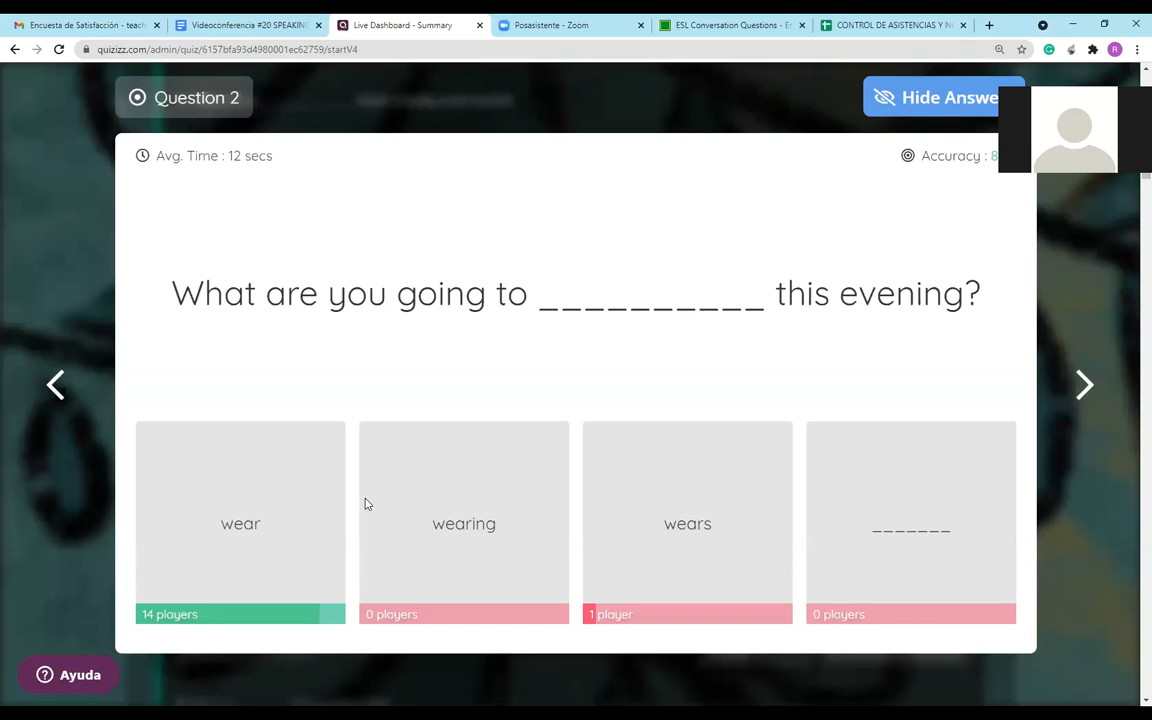 Encuesta de Satisfacción - teach
Videoconferencia #20 SPEAKING
Live Dashboard - Summary
Posasistente - Zoom
ESL Conversation Questions - E
CONTROL DE ASISTENCIAS Y N
quizizz.com/admin/quiz/6157bfa93d4980001ec62759/startV4
R
Question 2
Hide Answe
Avg. Time : 12 secs
Accuracy : 8
What are you going to __________ this evening?
wear
wearing
wears
_______
14 players
0 players
1 player
0 players
Ayuda